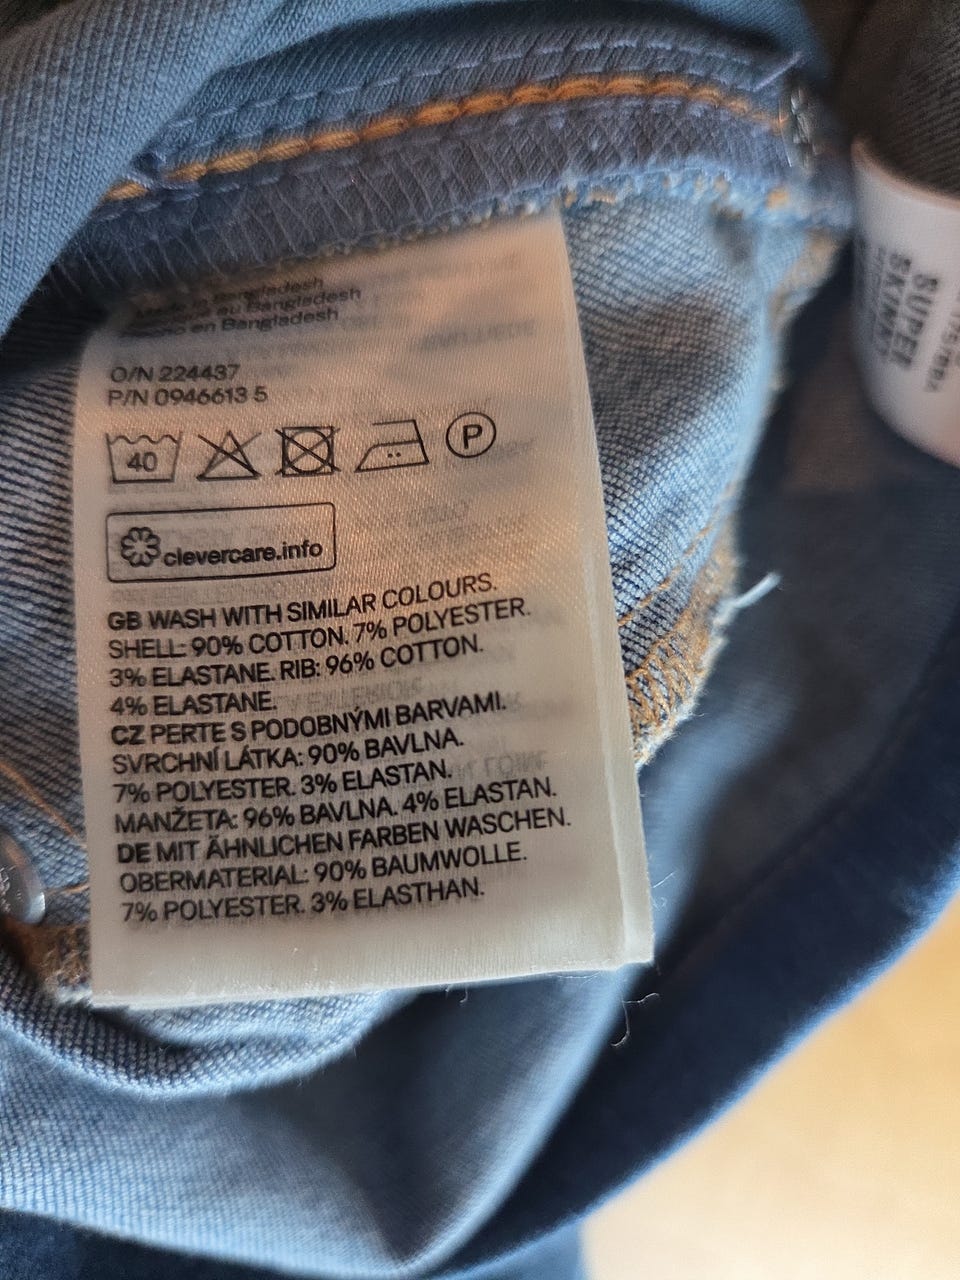 Made in Bangladesh
au Bangladesh
en Bangladesh
O/N 224437
P/N 0946613 5
40
P
clevercare.info
GB WASH WITH SIMILAR COLOURS.
SHELL: 90% COTTON. 7% POLYESTER.
3% ELASTANE. RIB: 96% COTTON.
4% ELASTANE.
CZ PERTE S PODOBNÝMI BARVAMI.
SVRCHNÍ LÁTKA: 90% BAVLNA.
7% POLYESTER. 3% ELASTAN.
MANŽETA: 96% BAVLNA. 4% ELASTAN.
DE MIT ÄHNLICHEN FARBEN WASCHEN.
OBERMATERIAL: 90% BAUMWOLLE.
7% POLYESTER. 3% ELASTHAN.
SUPER
SKINNY